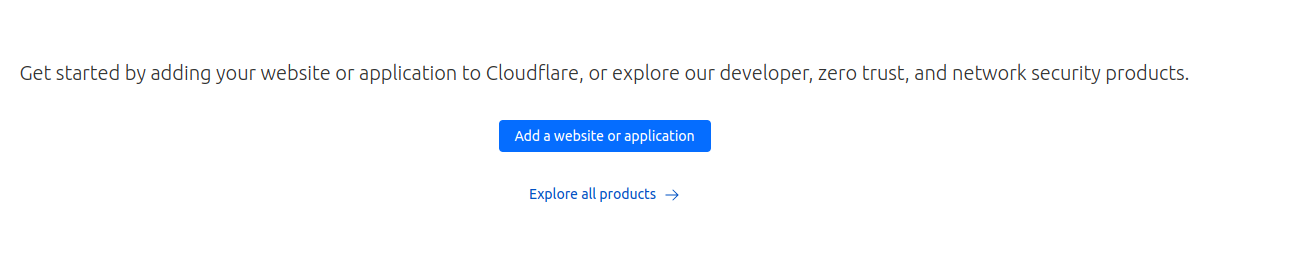 Get started by adding your website or application to Cloudflare, or explore our developer, zero trust, and network security products.
Add a website or application
Explore all products →